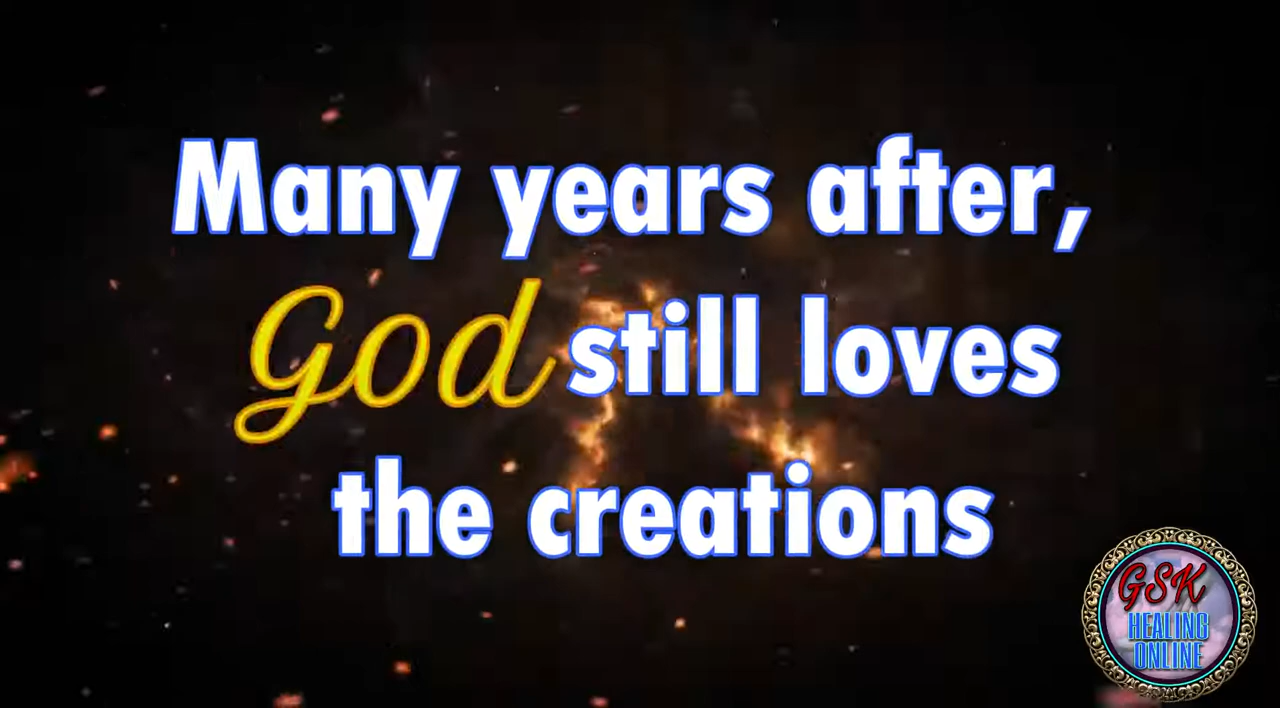 Many years after,
God still loves
the creations
GSK
HEALING
ONLINE